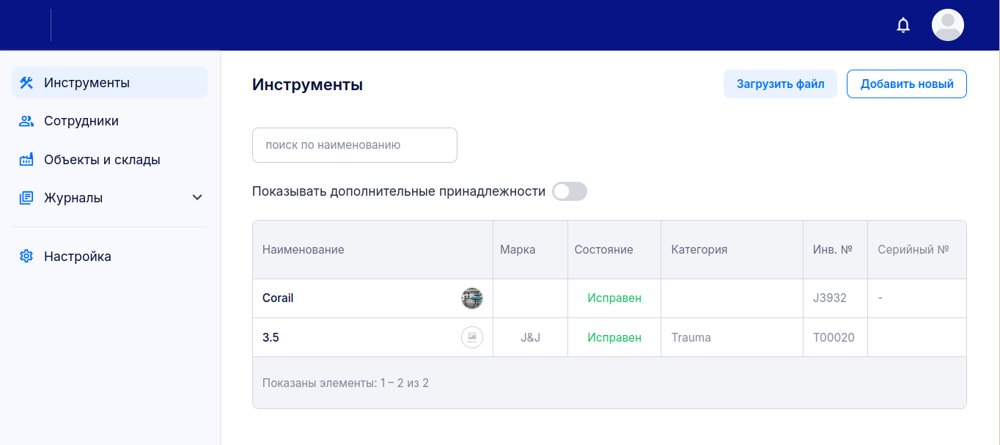 Инструменты
Сотрудники
Объекты и склады
Журналы
Настройка
Инструменты
Загрузить файл
Добавить новый
поиск по наименованию
Показывать дополнительные принадлежности
Наименование Марка Состояние Категория Инв. № Серийный №
Corail Исправен J3932 -
3.5 J&J Исправен Trauma T00020
Показаны элементы: 1 – 2 из 2